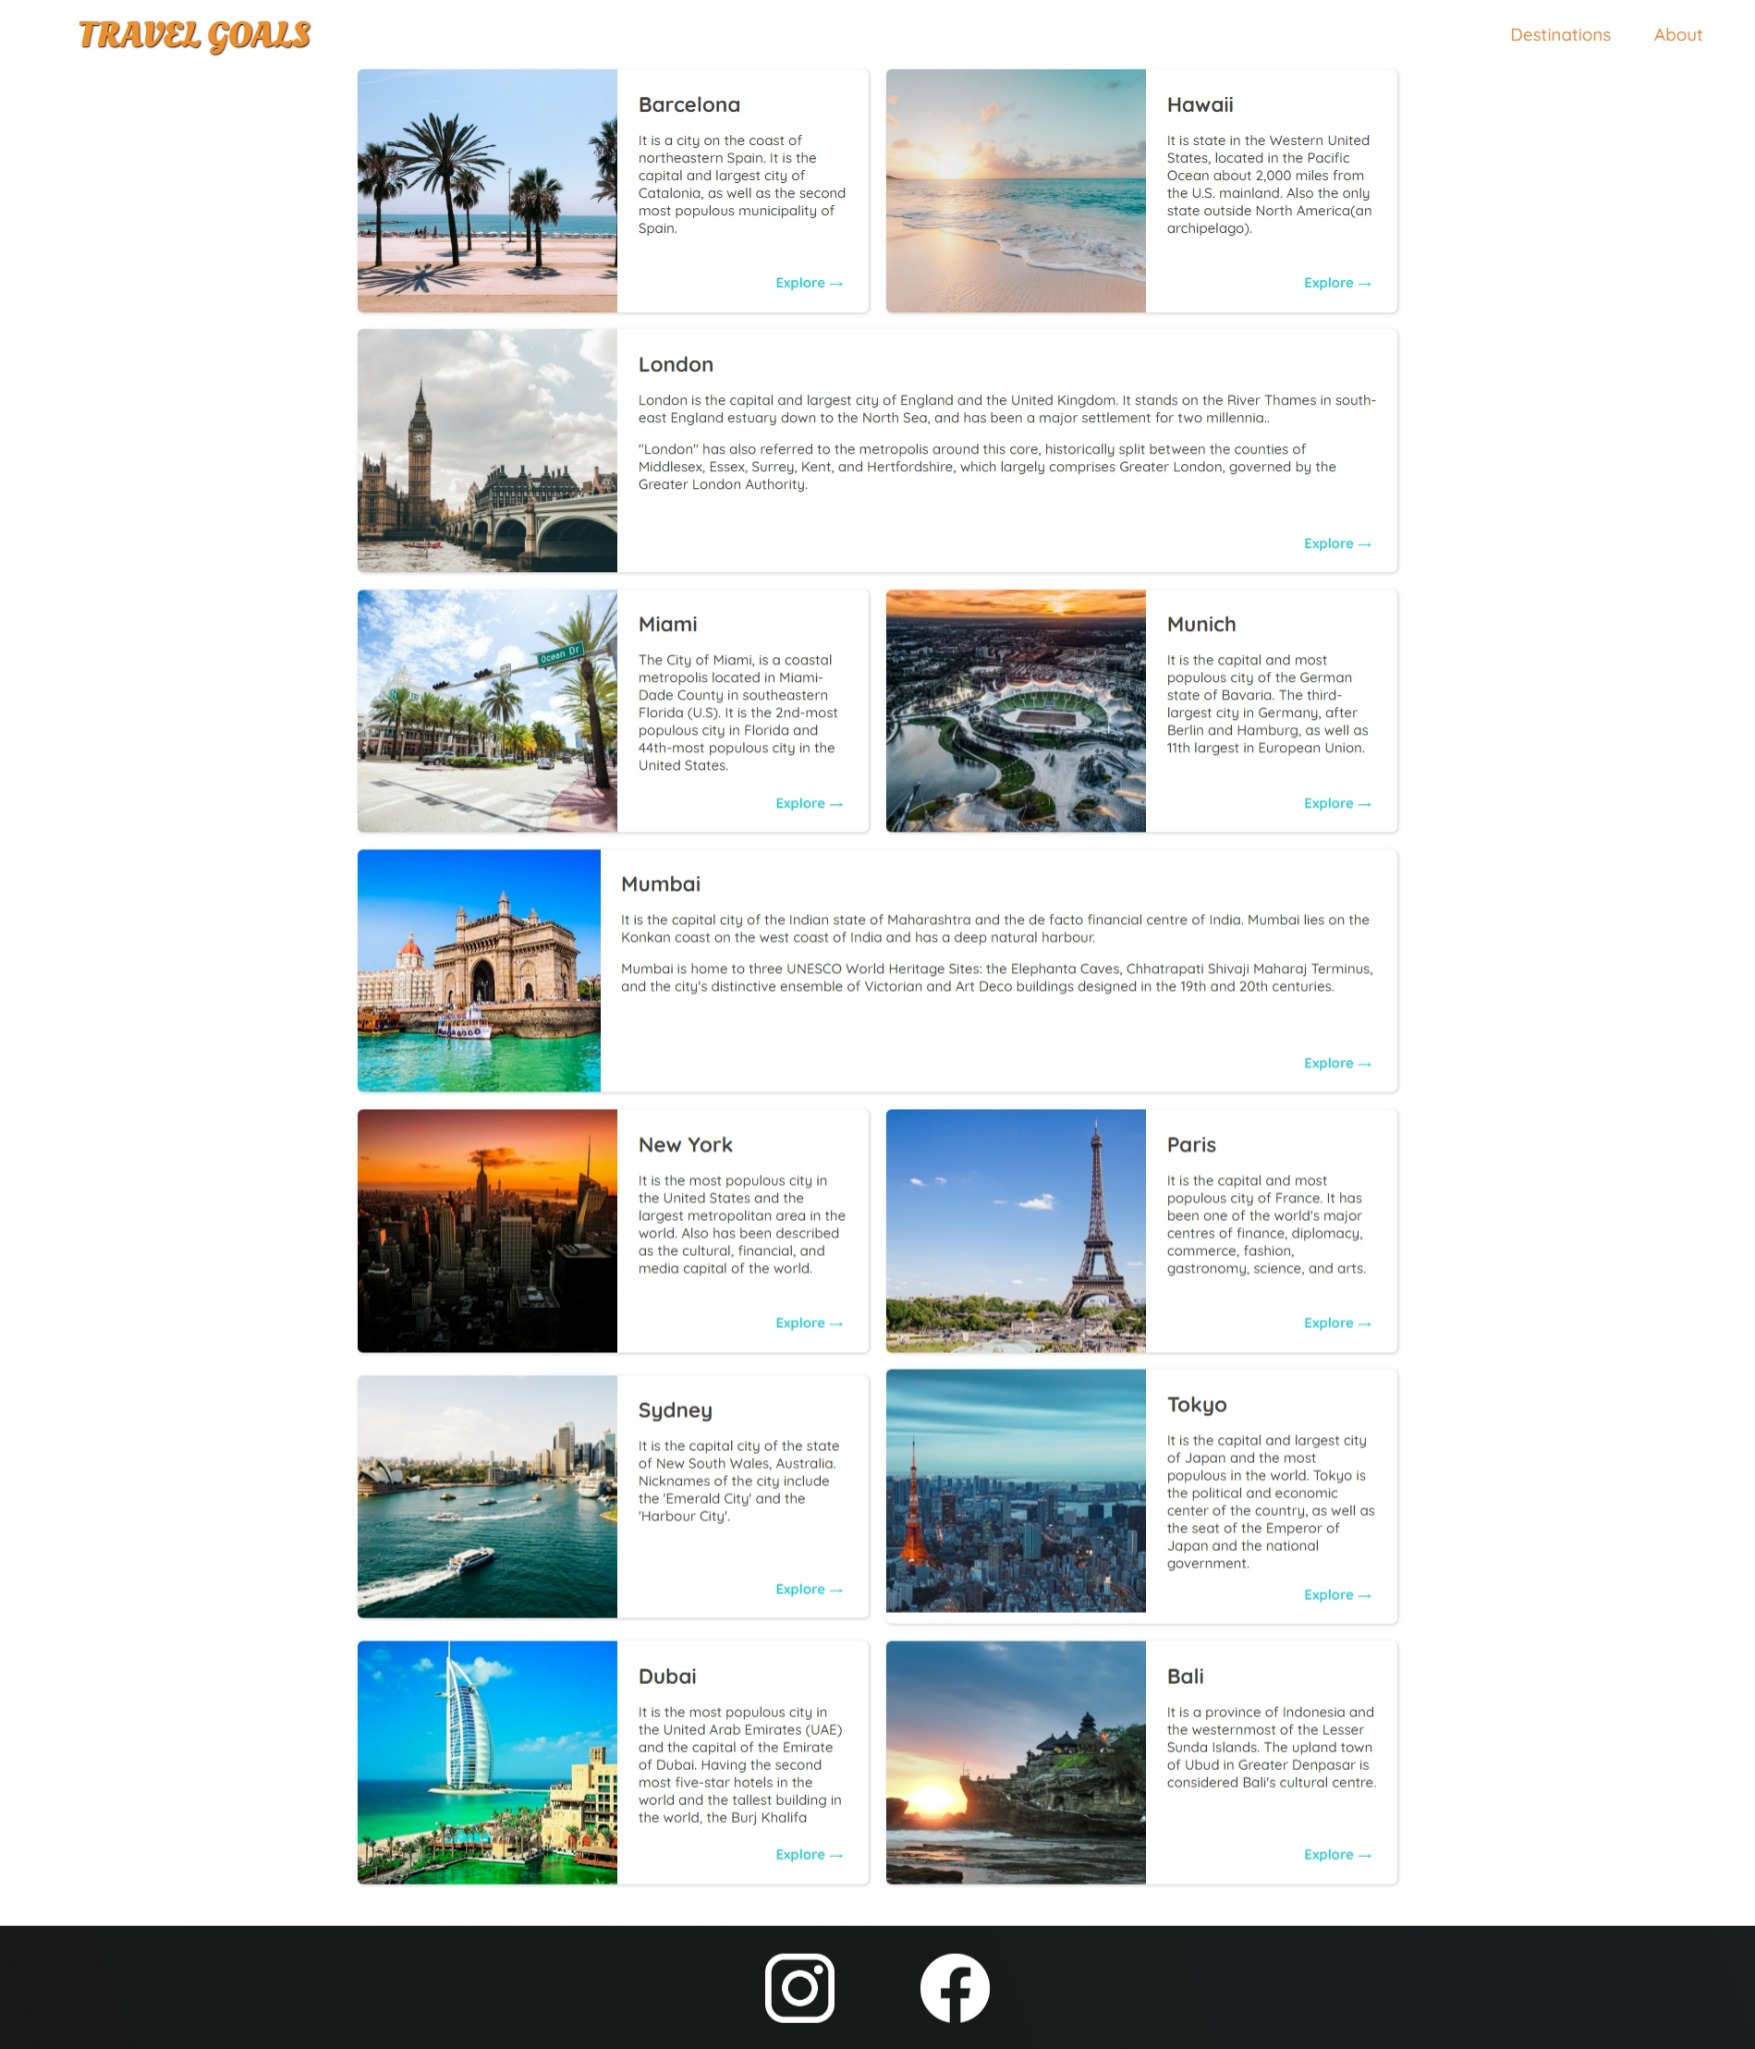 TRAVEL GOALS
Destinations
About
Barcelona
It is a city on the coast of
northeastern Spain. It is the
capital and largest city of
Catalonia, as well as the second
most populous municipality of
Spain.
Explore →
Hawaii
It is state in the Western United
States, located in the Pacific
Ocean about 2,000 miles from
the U.S. mainland. Also the only
state outside North America(an
archipelago).
Explore →
London
London is the capital and largest city of England and the United Kingdom. It stands on the River Thames in south-
east England estuary down to the North Sea, and has been a major settlement for two millennia..
"London" has also referred to the metropolis around this core, historically split between the counties of
Middlesex, Essex, Surrey, Kent, and Hertfordshire, which largely comprises Greater London, governed by the
Greater London Authority.
Explore →
Ocean Dr
Miami
The City of Miami, is a coastal
metropolis located in Miami-
Dade County in southeastern
Florida (U.S). It is the 2nd-most
populous city in Florida and
44th-most populous city in the
United States.
Explore →
Munich
It is the capital and most
populous city of the German
state of Bavaria. The third-
largest city in Germany, after
Berlin and Hamburg, as well as
11th largest in European Union.
Explore →
Mumbai
It is the capital city of the Indian state of Maharashtra and the de facto financial centre of India. Mumbai lies on the
Konkan coast on the west coast of India and has a deep natural harbour.
Mumbai is home to three UNESCO World Heritage Sites: the Elephanta Caves, Chhatrapati Shivaji Maharaj Terminus,
and the city's distinctive ensemble of Victorian and Art Deco buildings designed in the 19th and 20th centuries.
Explore →
New York
It is the most populous city in
the United States and the
largest metropolitan area in the
world. Also has been described
as the cultural, financial, and
media capital of the world.
Explore →
Paris
It is the capital and most
populous city of France. It has
been one of the world's major
centres of finance, diplomacy,
commerce, fashion,
gastronomy, science, and arts.
Explore →
Sydney
It is the capital city of the state
of New South Wales, Australia.
Nicknames of the city include
the 'Emerald City' and the
'Harbour City'.
Explore →
Tokyo
It is the capital and largest city
of Japan and the most
populous in the world. Tokyo is
the political and economic
center of the country, as well as
the seat of the Emperor of
Japan and the national
government.
Explore →
Dubai
It is the most populous city in
the United Arab Emirates (UAE)
and the capital of the Emirate
of Dubai. Having the second
most five-star hotels in the
world and the tallest building in
the world, the Burj Khalifa
Explore →
Bali
It is a province of Indonesia and
the westernmost of the Lesser
Sunda Islands. The upland town
of Ubud in Greater Denpasar is
considered Bali's cultural centre.
Explore →